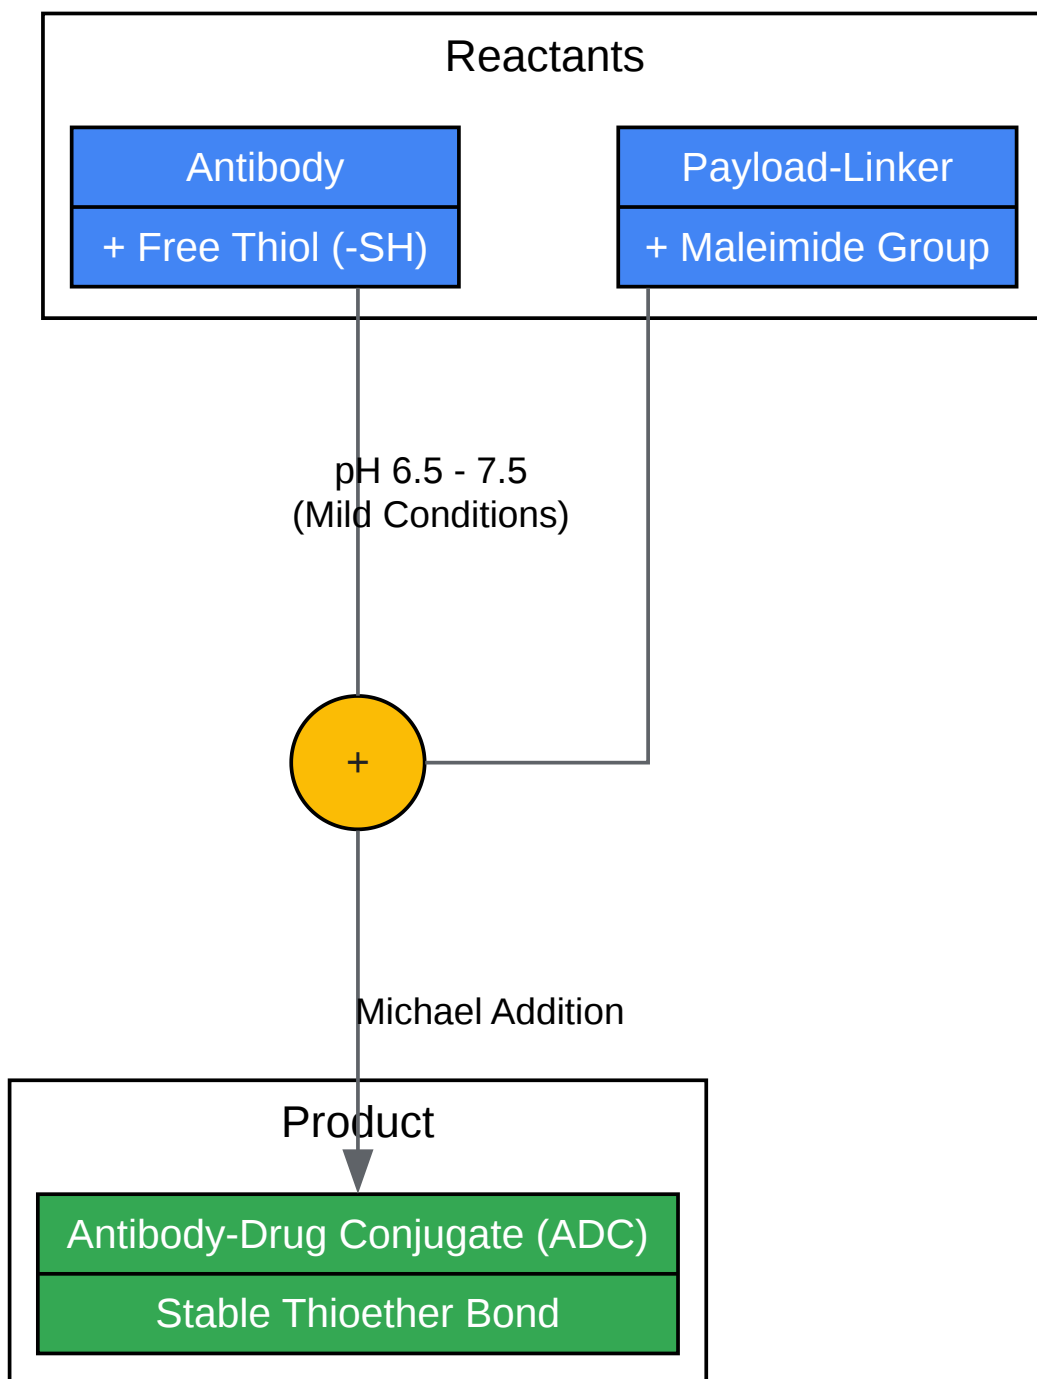 Reactants
Antibody
+ Free Thiol (-SH)
Payload-Linker
+ Maleimide Group
pH 6.5 - 7.5
(Mild Conditions)
+
Michael Addition
Product
Antibody-Drug Conjugate (ADC)
Stable Thioether Bond